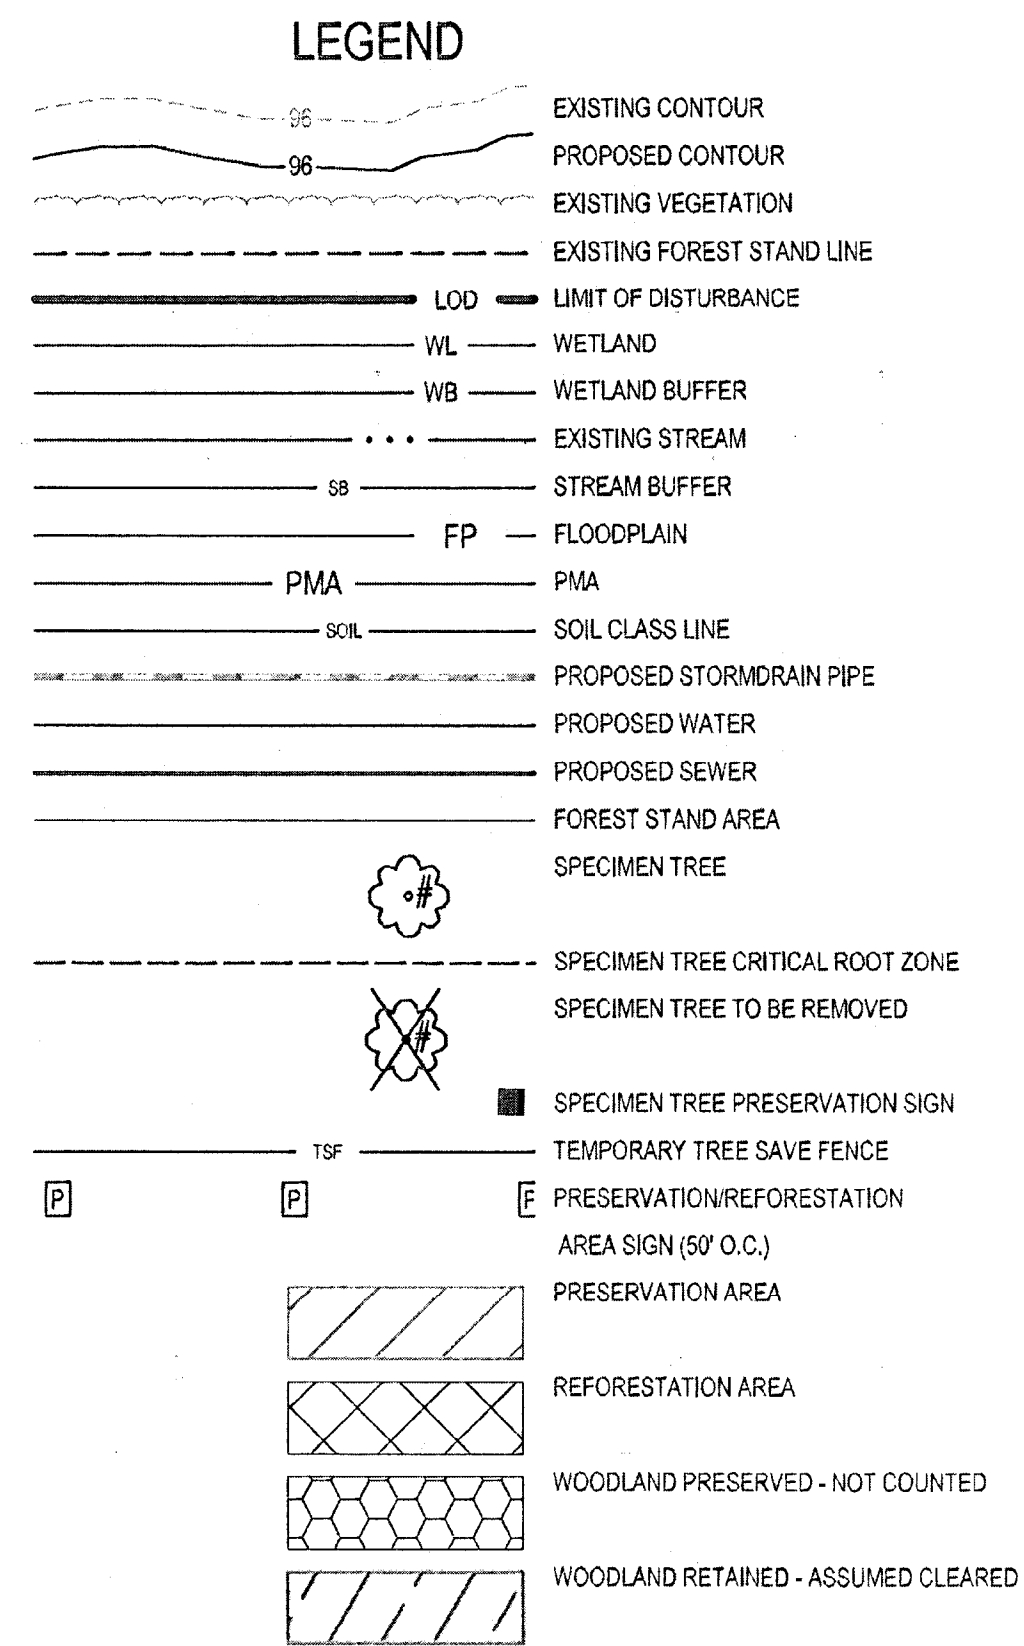 LEGEND
96 EXISTING CONTOUR
96 PROPOSED CONTOUR
EXISTING VEGETATION
EXISTING FOREST STAND LINE
LOD LIMIT OF DISTURBANCE
WL WETLAND
WB WETLAND BUFFER
EXISTING STREAM
SB STREAM BUFFER
FP FLOODPLAIN
PMA PMA
SOIL SOIL CLASS LINE
PROPOSED STORMDRAIN PIPE
PROPOSED WATER
PROPOSED SEWER
FOREST STAND AREA
# SPECIMEN TREE
SPECIMEN TREE CRITICAL ROOT ZONE
# SPECIMEN TREE TO BE REMOVED
SPECIMEN TREE PRESERVATION SIGN
TSF TEMPORARY TREE SAVE FENCE
P P P PRESERVATION/REFORESTATION
AREA SIGN (50' O.C.)
PRESERVATION AREA
REFORESTATION AREA
WOODLAND PRESERVED - NOT COUNTED
WOODLAND RETAINED - ASSUMED CLEARED